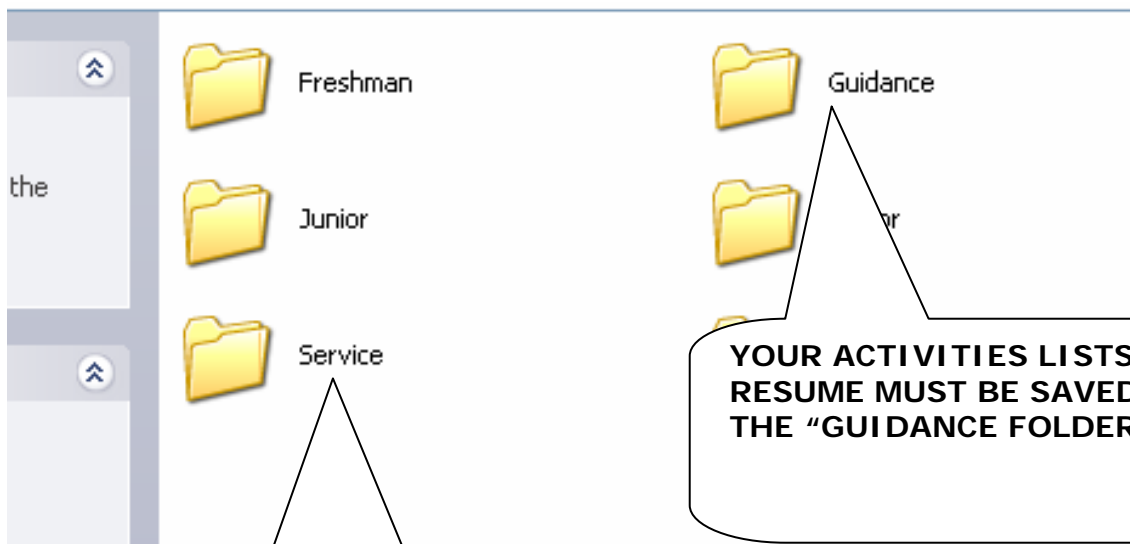 Freshman
Guidance
the
Junior
Service
YOUR ACTIVITIES LISTS
RESUME MUST BE SAVED
THE “GUIDANCE FOLDER